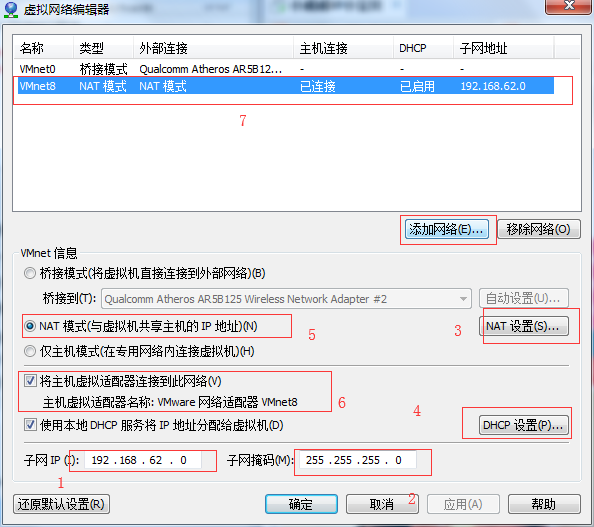 虚拟网络编辑器
名称 类型 外部连接 主机连接 DHCP 子网地址
VMnet0 桥接模式 Qualcomm Atheros AR5B12... - - -
VMnet8 NAT 模式 NAT 模式 已连接 已启用 192.168.62.0
7
添加网络(E)... 移除网络(O)
VMnet 信息
桥接模式(将虚拟机直接连接到外部网络)(B)
桥接到(T): Qualcomm Atheros AR5B125 Wireless Network Adapter #2 自动设置(U)...
NAT 模式(与虚拟机共享主机的 IP 地址)(N) 5 3 NAT 设置(S)...
仅主机模式(在专用网络内连接虚拟机)(H)
将主机虚拟适配器连接到此网络(V)
主机虚拟适配器名称: VMware 网络适配器 VMnet8 6
4
使用本地 DHCP 服务将 IP 地址分配给虚拟机(D) DHCP 设置(P)...
子网 IP (I): 192 . 168 . 62 . 0 子网掩码(M): 255 . 255 . 255 . 0
1 2
还原默认设置(R) 确定 取消 应用(A) 帮助